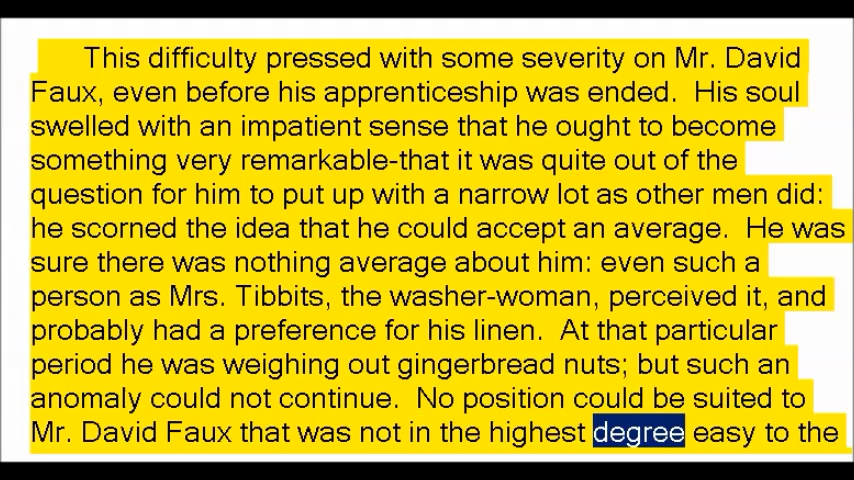 This difficulty pressed with some severity on Mr. David
Faux, even before his apprenticeship was ended.  His soul
swelled with an impatient sense that he ought to become
something very remarkable-that it was quite out of the
question for him to put up with a narrow lot as other men did:
he scorned the idea that he could accept an average.  He was
sure there was nothing average about him: even such a
person as Mrs. Tibbits, the washer-woman, perceived it, and
probably had a preference for his linen.  At that particular
period he was weighing out gingerbread nuts; but such an
anomaly could not continue.  No position could be suited to
Mr. David Faux that was not in the highest degree easy to the